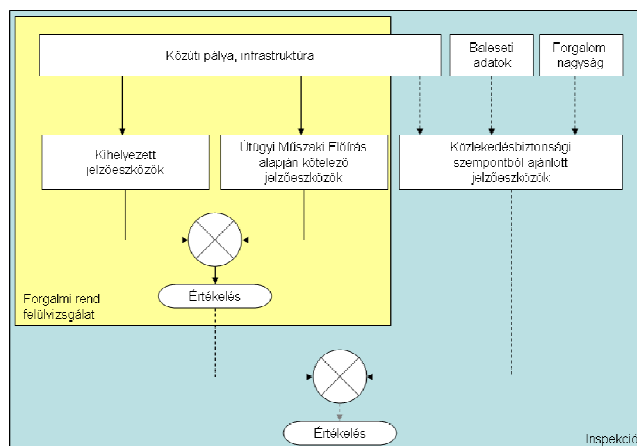 Közúti pálya, infrastruktúra
Baleseti
adatok
Forgalom
nagyság
Kihelyezett
jelzőeszközök
Útügyi Műszaki Előírás
alapján kötelező
jelzőeszközök
Közlekedésbiztonsági
szempontból ajánlott
jelzőeszközök
Értékelés
Forgalmi rend
felülvizsgálat
Értékelés
Inspekció